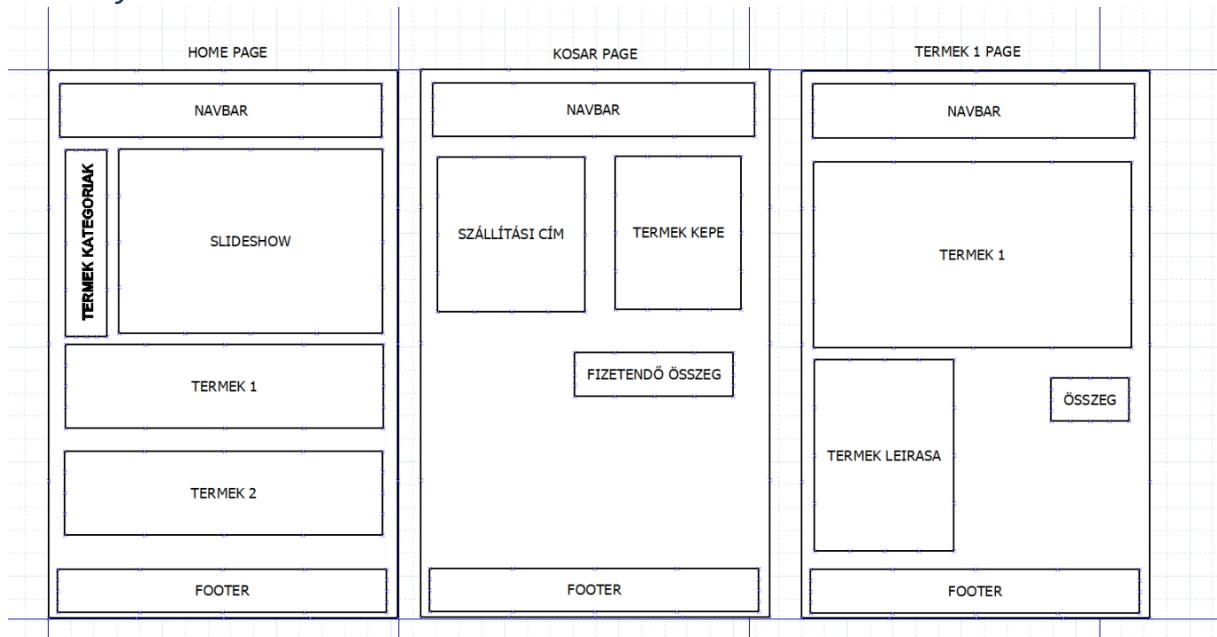 HOME PAGE
NAVBAR
TERMEK KATEGORIAK
SLIDESHOW
TERMEK 1
TERMEK 2
FOOTER
KOSAR PAGE
NAVBAR
SZÁLLÍTÁSI CÍM
TERMEK KEPE
FIZETENDŐ ÖSSZEG
FOOTER
TERMEK 1 PAGE
NAVBAR
TERMEK 1
ÖSSZEG
TERMEK LEIRASA
FOOTER